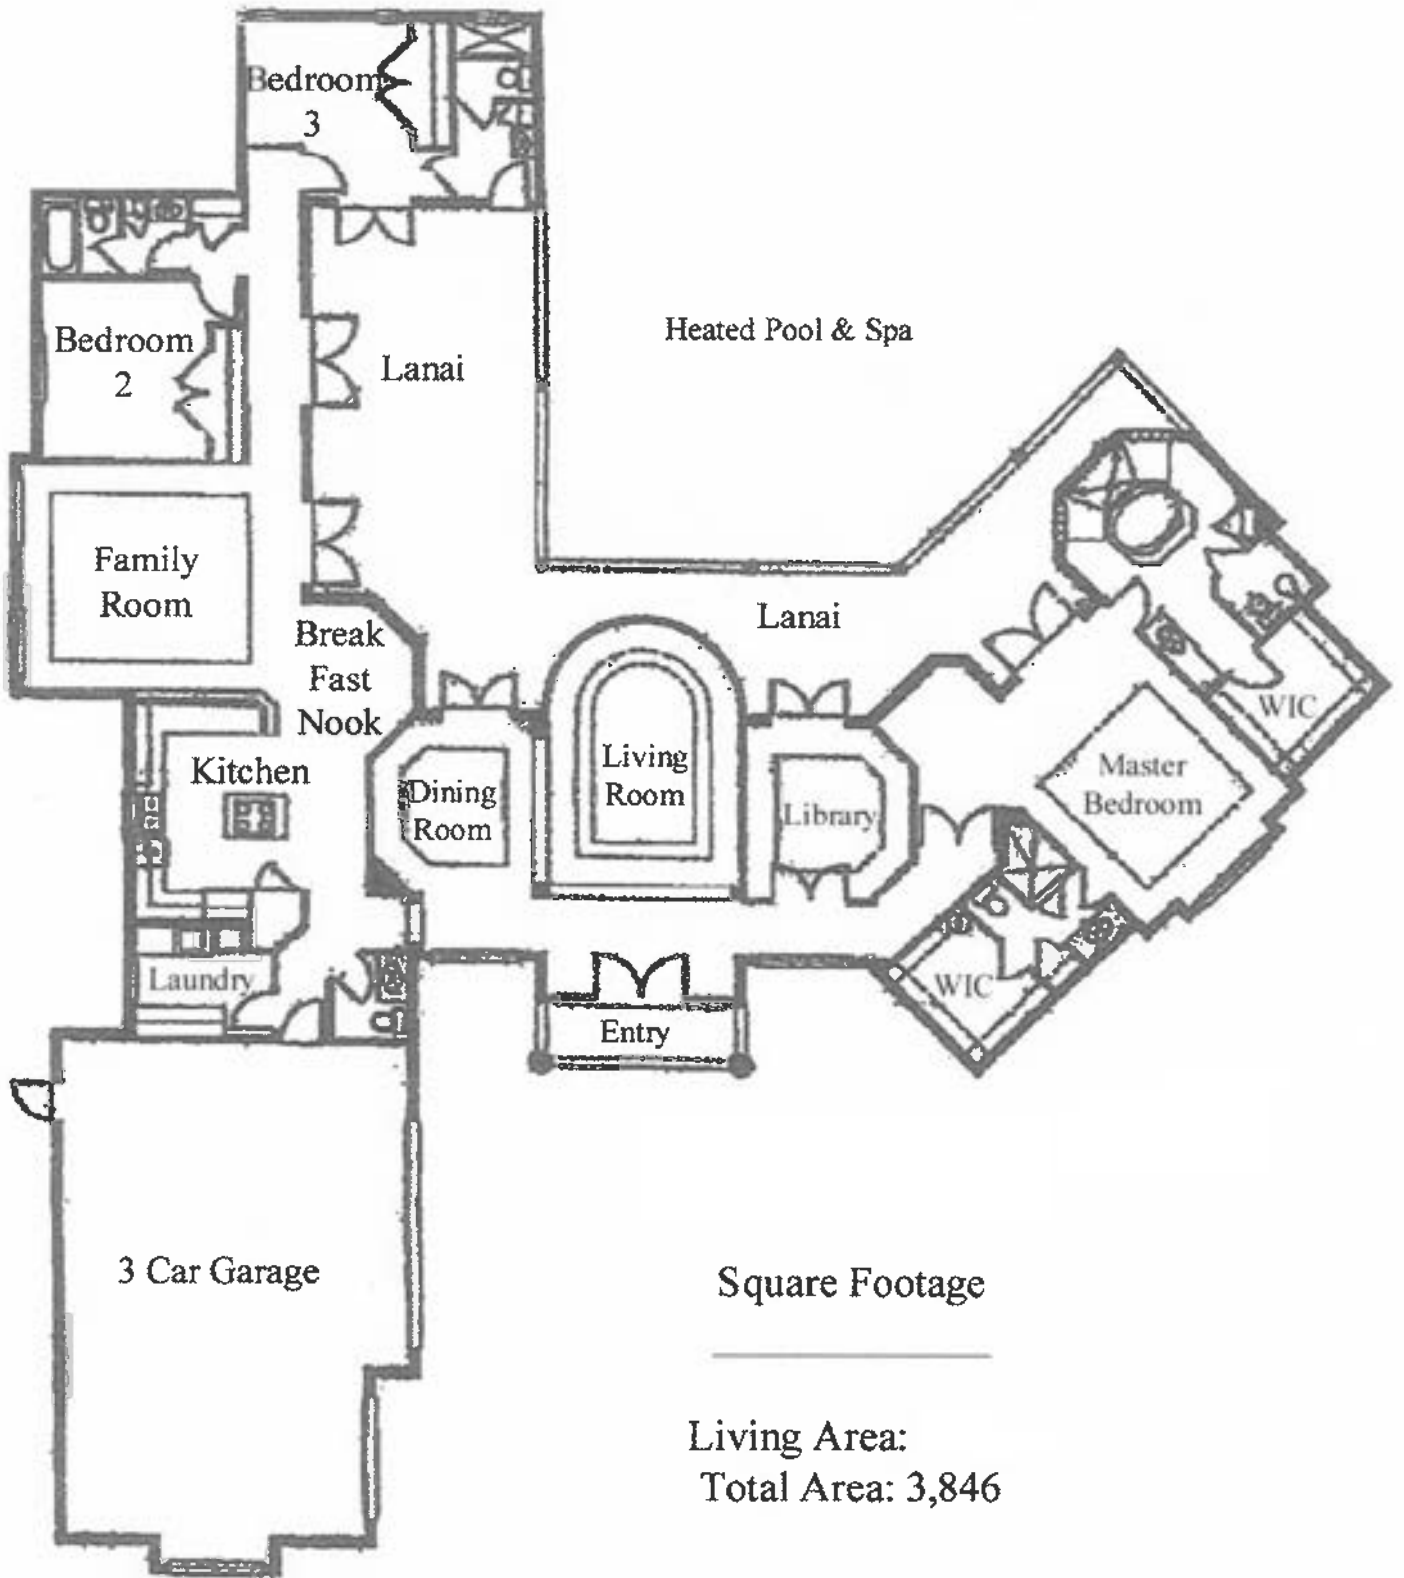 Bedroom
3
Bedroom
2
Lanai
Heated Pool & Spa
Family
Room
Break
Fast
Nook
Lanai
Kitchen
Dining
Room
Living
Room
Library
Master
Bedroom
WIC
Laundry
WIC
Entry
3 Car Garage
Square Footage
Living Area:
Total Area: 3,846